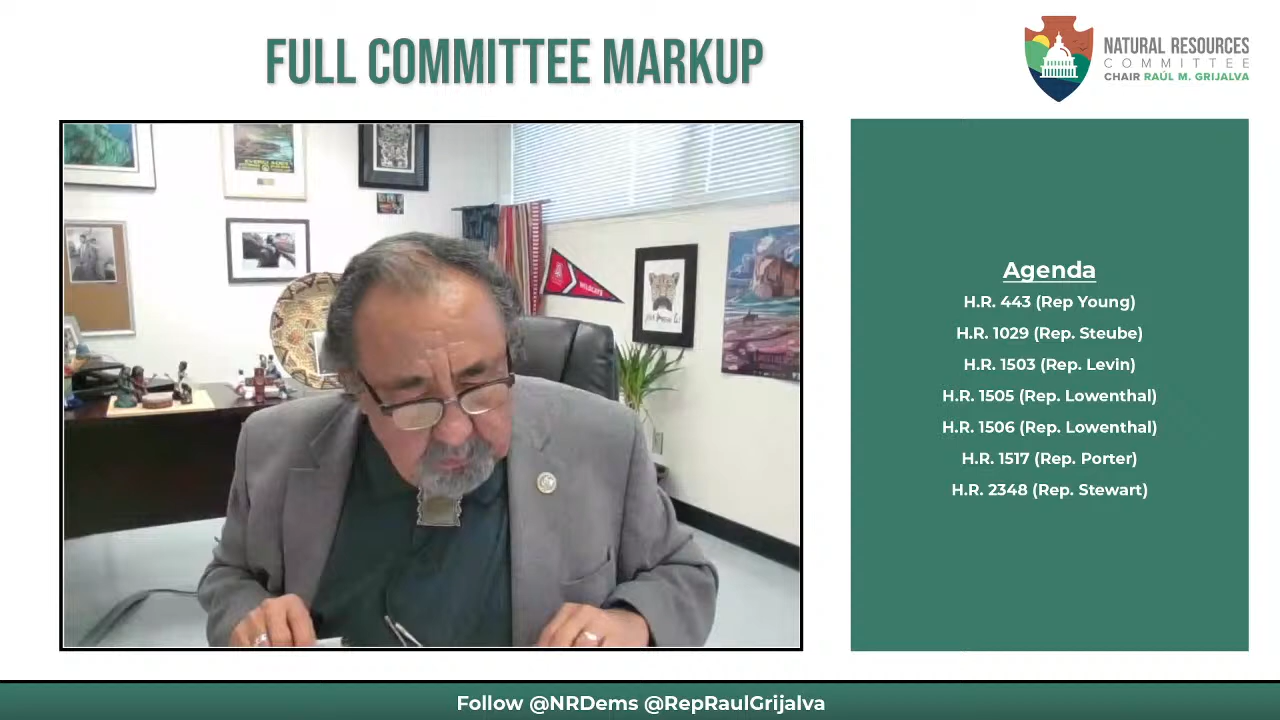 FULL COMMITTEE MARKUP
NATURAL RESOURCES
COMMITTEE
CHAIR RAÚL M. GRIJALVA
WILDCATS
Agenda
H.R. 443 (Rep Young)
H.R. 1029 (Rep. Steube)
H.R. 1503 (Rep. Levin)
H.R. 1505 (Rep. Lowenthal)
H.R. 1506 (Rep. Lowenthal)
H.R. 1517 (Rep. Porter)
H.R. 2348 (Rep. Stewart)
Follow @NRDems @RepRaulGrijalva